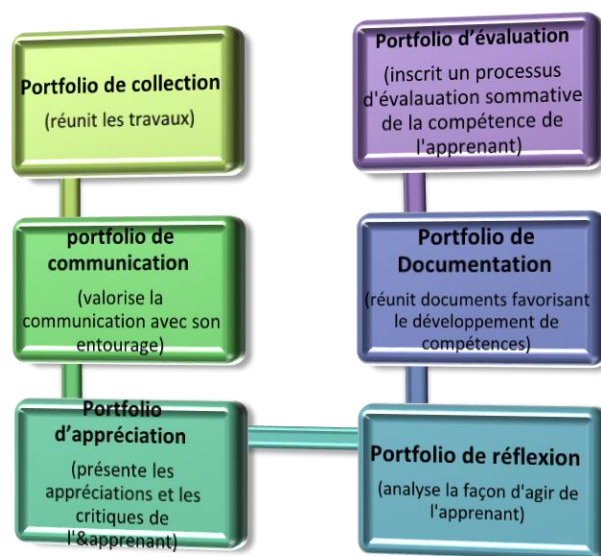 Portfolio de collection
(réunit les travaux)
portfolio de
communication
(valorise la
communication avec son
entourage)
Portfolio
d'appréciation
(présente les
appréciations et les
critiques de
l'&apprenant)
Portfolio de réflexion
(analyse la façon d'agir de
l'apprenant)
Portfolio de
Documentation
(réunit documents favorisant
le développement de
compétences)
Portfolio d'évaluation
(inscrit un processus
d'évalauation sommative
de la compétence de
l'apprenant)